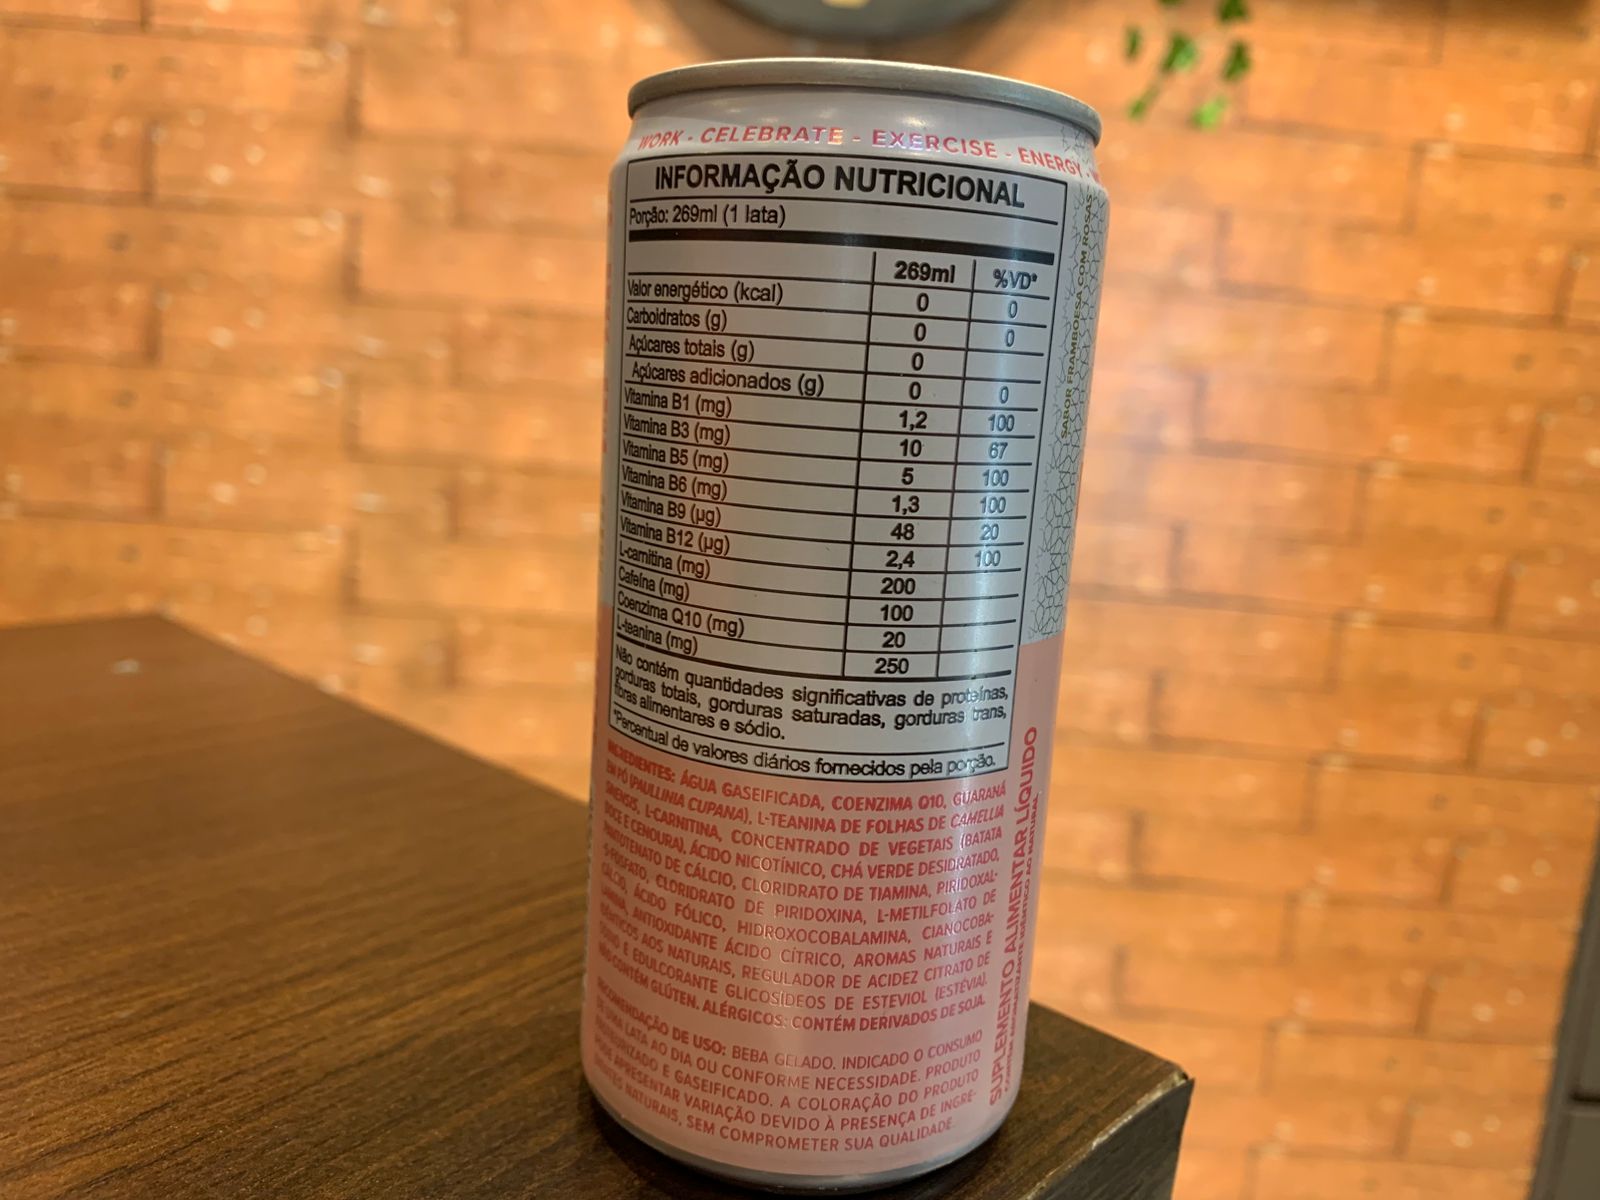 WORK - CELEBRATE - EXERCISE - ENERGY -
INFORMAÇÃO NUTRICIONAL
Porção: 269ml (1 lata)
269ml %VD*
Valor energético (kcal) 0 0
Carboidratos (g) 0 0
Açúcares totais (g) 0
Açúcares adicionados (g) 0 0
Vitamina B1 (mg) 1,2 100
Vitamina B3 (mg) 10 67
Vitamina B5 (mg) 5 100
Vitamina B6 (mg) 1,3 100
Vitamina B9 (µg) 48 20
Vitamina B12 (µg) 2,4 100
L-carnitina (mg) 200
Cafeína (mg) 100
Coenzima Q10 (mg) 20
L-teanina (mg) 250
Não contém quantidades significativas de proteínas,
gorduras totais, gorduras saturadas, gorduras trans,
fibras alimentares e sódio.
*Percentual de valores diários fornecidos pela porção.
INGREDIENTES: ÁGUA GASEIFICADA, COENZIMA Q10, GUARANÁ
EM PÓ (PAULLINIA CUPANA), L-TEANINA DE FOLHAS DE CAMELLIA
SINENSIS, L-CARNITINA, CONCENTRADO DE VEGETAIS (BATATA
DOCE E CENOURA), ÁCIDO NICOTÍNICO, CHÁ VERDE DESIDRATADO,
PANTOTENATO DE CÁLCIO, CLORIDRATO DE TIAMINA, PIRIDOXAL-
5-FOSFATO, CLORIDRATO DE PIRIDOXINA, L-METILFOLATO DE
CÁLCIO, ÁCIDO FÓLICO, HIDROXOCOBALAMINA, CIANOCOBA-
LAMINA, ANTIOXIDANTE ÁCIDO CÍTRICO, AROMAS NATURAIS E
IDÊNTICOS AOS NATURAIS, REGULADOR DE ACIDEZ CITRATO DE
SÓDIO E EDULCORANTE GLICOSÍDEOS DE ESTEVIOL (ESTÉVIA).
NÃO CONTÉM GLÚTEN. ALÉRGICOS: CONTÉM DERIVADOS DE SOJA.
RECOMENDAÇÃO DE USO: BEBA GELADO. INDICADO O CONSUMO
DE UMA LATA AO DIA OU CONFORME NECESSIDADE. PRODUTO
PASTEURIZADO E GASEIFICADO. A COLORAÇÃO DO PRODUTO
PODE APRESENTAR VARIAÇÃO DEVIDO À PRESENÇA DE INGRE-
DIENTES NATURAIS, SEM COMPROMETER SUA QUALIDADE.
SABOR FRAMBOESA COM ROSAS
SUPLEMENTO ALIMENTAR LÍQUIDO
CONTÉM AROMATIZANTE IDÊNTICO AO NATURAL